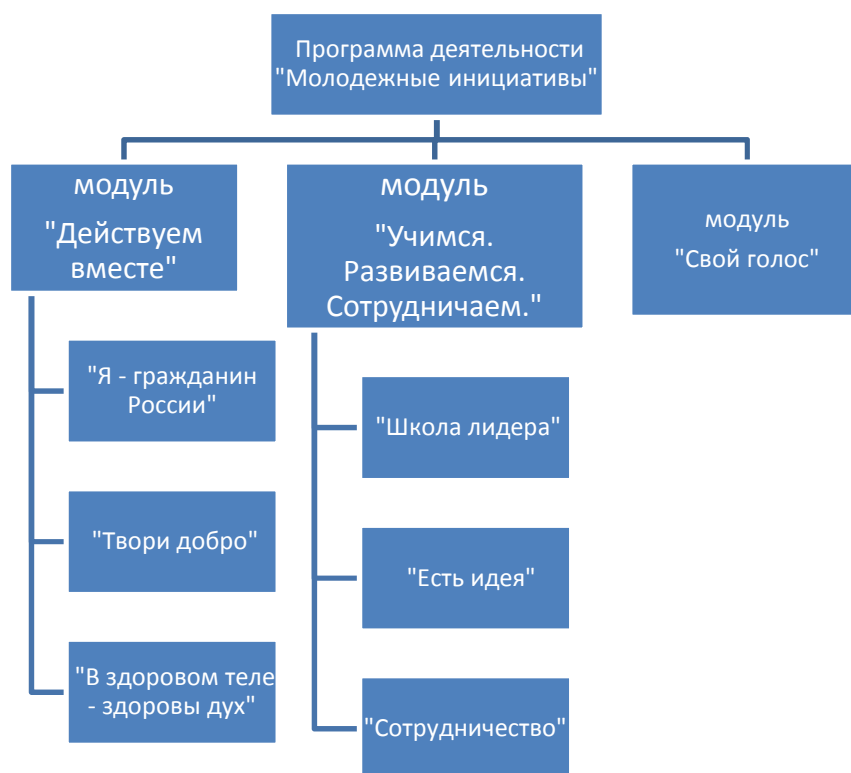 Программа деятельности
"Молодежные инициативы"
модуль
"Действуем
вместе"
"Я - гражданин
России"
"Твори добро"
"В здоровом теле
- здоровы дух"
модуль
"Учимся.
Развиваемся.
Сотрудничаем."
"Школа лидера"
"Есть идея"
"Сотрудничество"
модуль
"Свой голос"